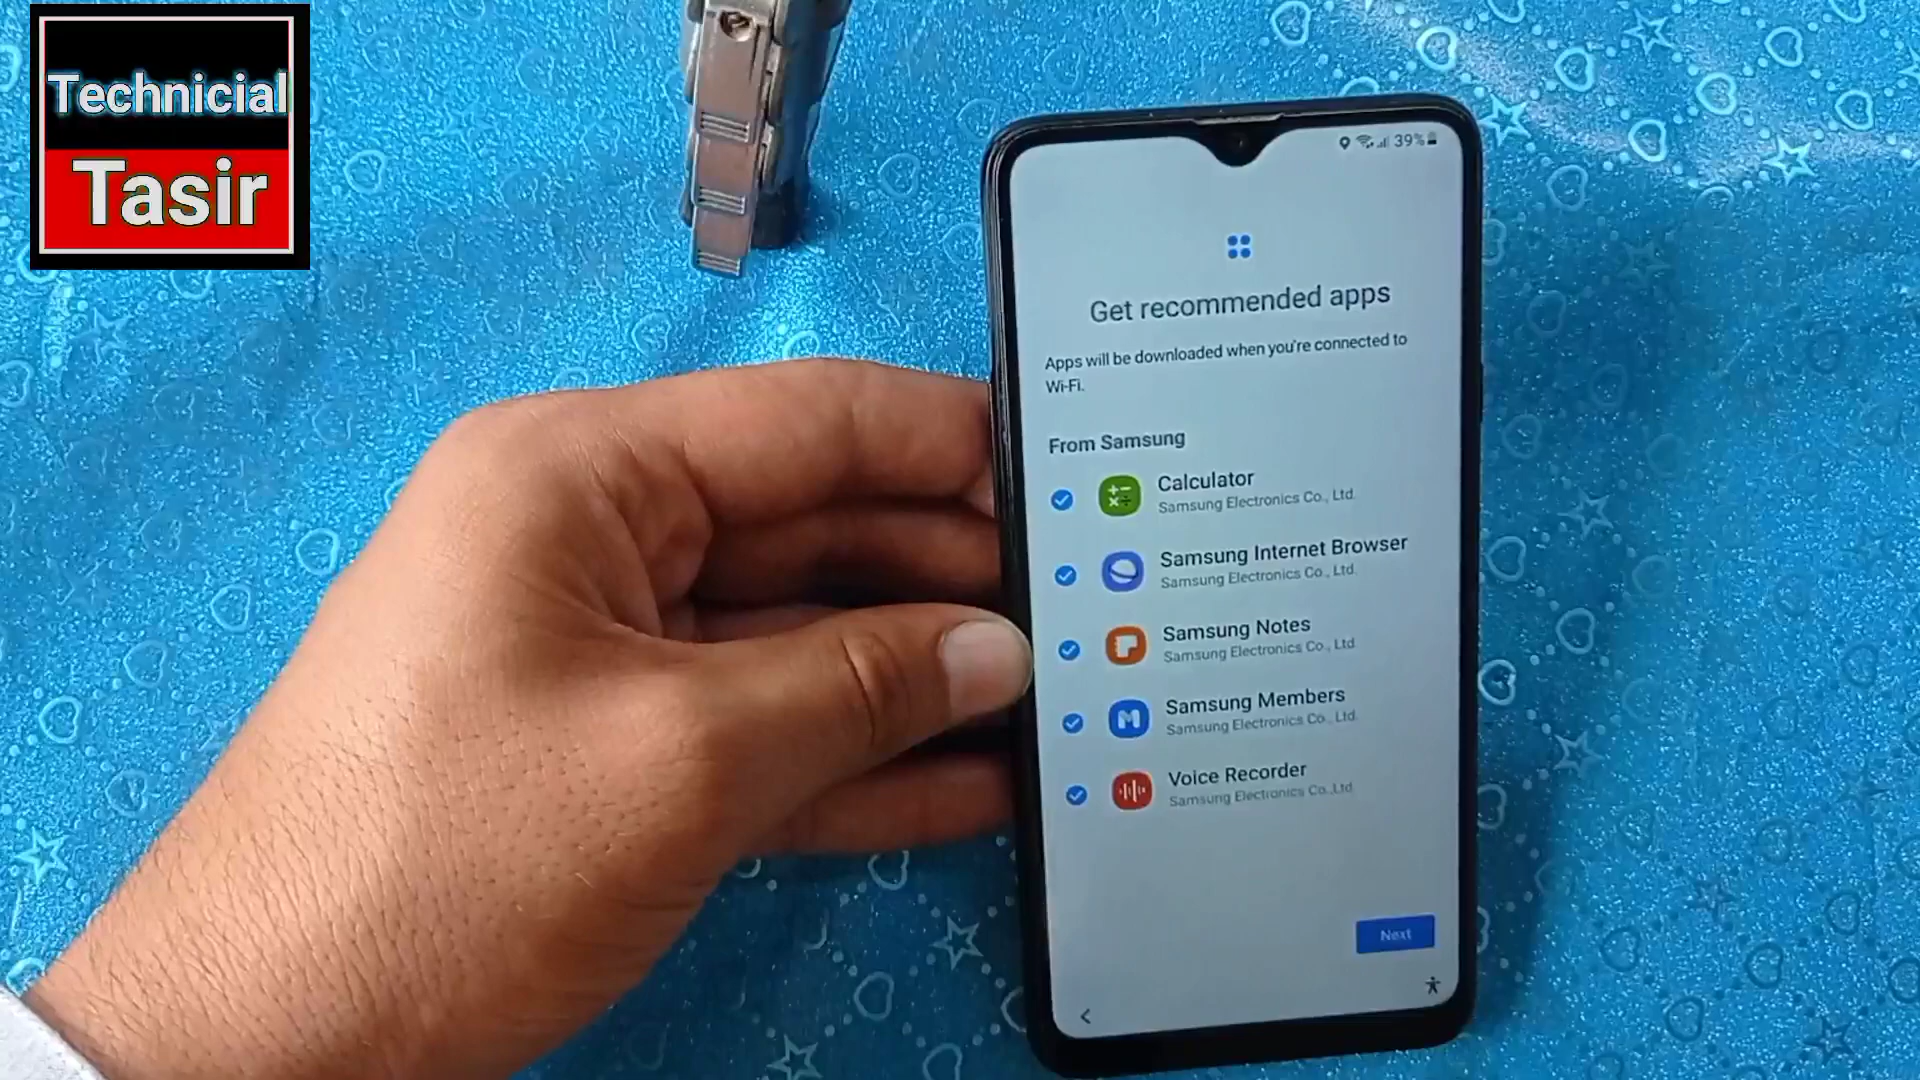 Technicial
Tasir
39%
Get recommended apps
Apps will be downloaded when you're connected to
Wi-Fi.
From Samsung
Calculator
Samsung Electronics Co., Ltd.
Samsung Internet Browser
Samsung Electronics Co., Ltd.
Samsung Notes
Samsung Electronics Co., Ltd.
Samsung Members
Samsung Electronics Co., Ltd.
Voice Recorder
Samsung Electronics Co.,Ltd.
Next